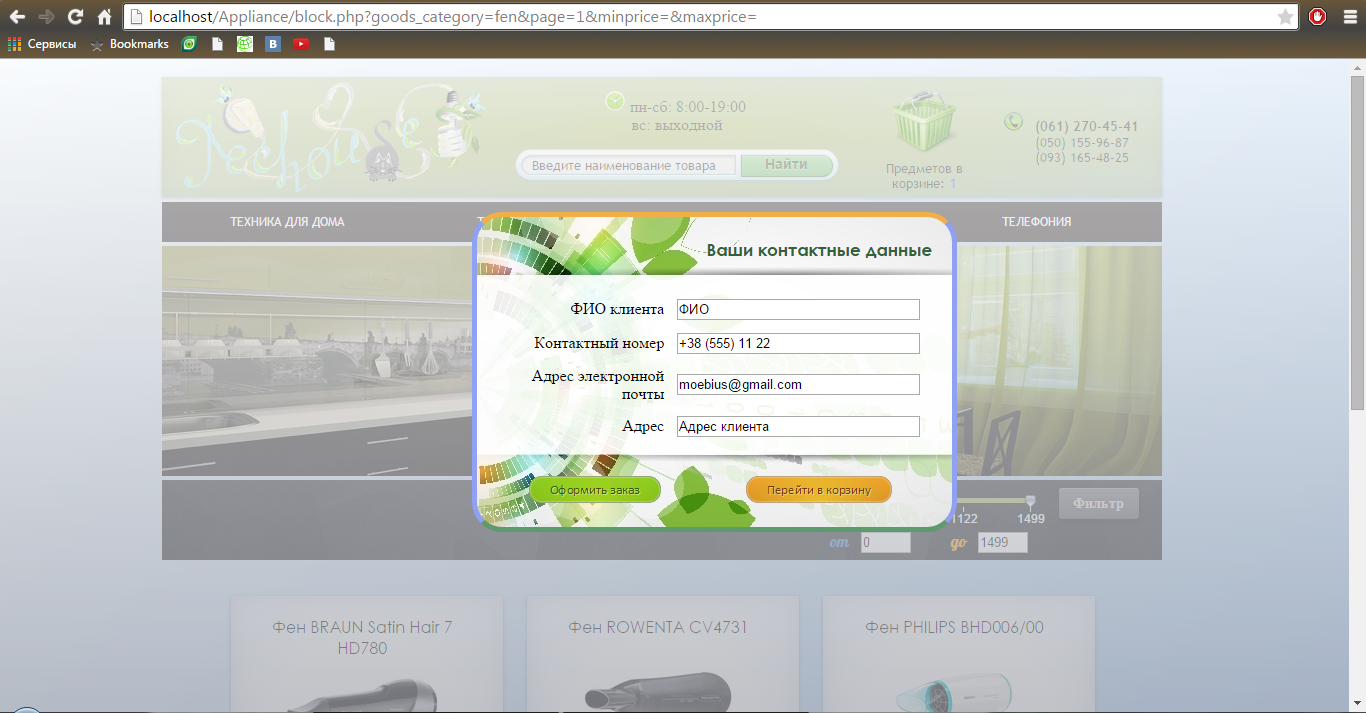 localhost/Appliance/block.php?goods_category=fen&page=1&minprice=&maxprice=
Сервисы
Bookmarks
Techouse
пн-сб: 8:00-19:00
вс: выходной
Введите наименование товара
Найти
Предметов в
корзине: 1
(061) 270-45-41
(050) 155-96-87
(093) 165-48-25
ТЕХНИКА ДЛЯ ДОМА
ТЕЛЕФОНИЯ
Ваши контактные данные
ФИО клиента
ФИО
Контактный номер
+38 (555) 11 22
Адрес электронной
почты
moebius@gmail.com
Адрес
Адрес клиента
Оформить заказ
Перейти в корзину
1122
1499
Фильтр
от
0
до
1499
Фен BRAUN Satin Hair 7
HD780
Фен ROWENTA CV4731
Фен PHILIPS BHD006/00